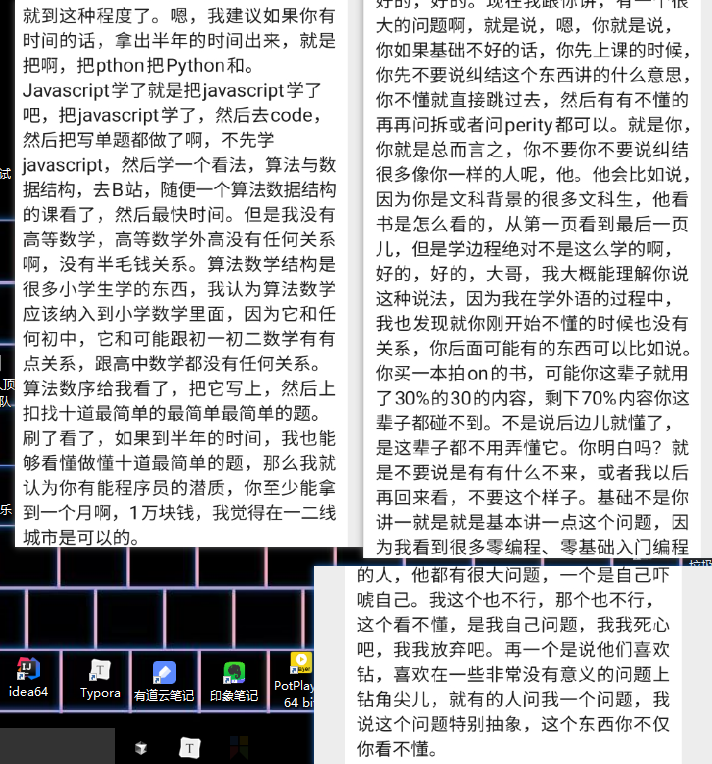 就到这种程度了。嗯，我建议如果你有
时间的话，拿出半年的时间出来，就是
把啊，把pthon把Python和。
Javascript学了就是把javascript学了
吧，把javascript学了，然后去code，
然后把写单题都做了啊，不先学
javascript，然后学一个看法，算法与数
据结构，去B站，随便一个算法数据结构
的课看了，然后最快时间。但是我没有
高等数学，高等数学外高没有任何关系
啊，没有半毛钱关系。算法数学结构是
很多小学生学的东西，我认为算法数学
应该纳入到小学数学里面，因为它和任
何初中，它和可能跟初一初二数学有有
点关系，跟高中数学都没有任何关系。
算法数序给我看了，把它写上，然后上
扣找十道最简单的最简单最简单的题。
刷了看了，如果到半年的时间，我也能
够看懂做懂十道最简单的题，那么我就
认为你有能程序员的潜质，你至少能拿
到一个月啊，1万块钱，我觉得在一二线
城市是可以的。
好的，好的。现在我跟你讲，有一个很
大的问题啊，就是说，嗯，你就是说，
你如果基础不好的话，你先上课的时候，
你先不要说纠结这个东西讲的什么意思，
你不懂就直接跳过去，然后有有不懂的
再再问拆或者问perity都可以。就是你，
你就是总而言之，你不要你不要说纠结
很多像你一样的人呢，他。他会比如说，
因为你是文科背景的很多文科生，他看
书是怎么看的，从第一页看到最后一页
儿，但是学边程绝对不是这么学的啊，
好的，好的，大哥，我大概能理解你说
这种说法，因为我在学外语的过程中，
我也发现就你刚开始不懂的时候也没有
关系，你后面可能有的东西可以比如说。
你买一本拍on的书，可能你这辈子就用
了30%的30的内容，剩下70%内容你这
辈子都碰不到。不是说后边儿就懂了，
是这辈子都不用弄懂它。你明白吗？就
是不要说是有有什么不来，或者我以后
再回来看，不要这个样子。基础不是你
讲一就是就是基本讲一点这个问题，因
为我看到很多零编程、零基础入门编程
的人，他都有很大问题，一个是自己吓
唬自己。我这个也不行，那个也不行，
这个看不懂，是我自己问题，我我死心
吧，我我放弃吧。再一个是说他们喜欢
钻，喜欢在一些非常没有意义的问题上
钻角尖儿，就有的人问我一个问题，我
说这个问题特别抽象，这个东西你不仅
你看不懂。
试
顶
队
乐
idea64
Typora
有道云笔记
印象笔记
PotPlay
64 bit